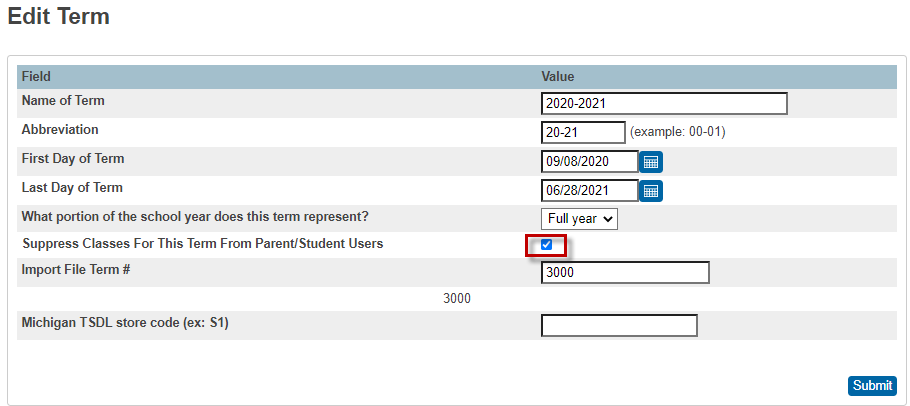 Edit Term
Field Value
Name of Term 2020-2021
Abbreviation 20-21 (example: 00-01)
First Day of Term 09/08/2020
Last Day of Term 06/28/2021
What portion of the school year does this term represent? Full year
Suppress Classes For This Term From Parent/Student Users
Import File Term # 3000
3000
Michigan TSDL store code (ex: S1)
Submit